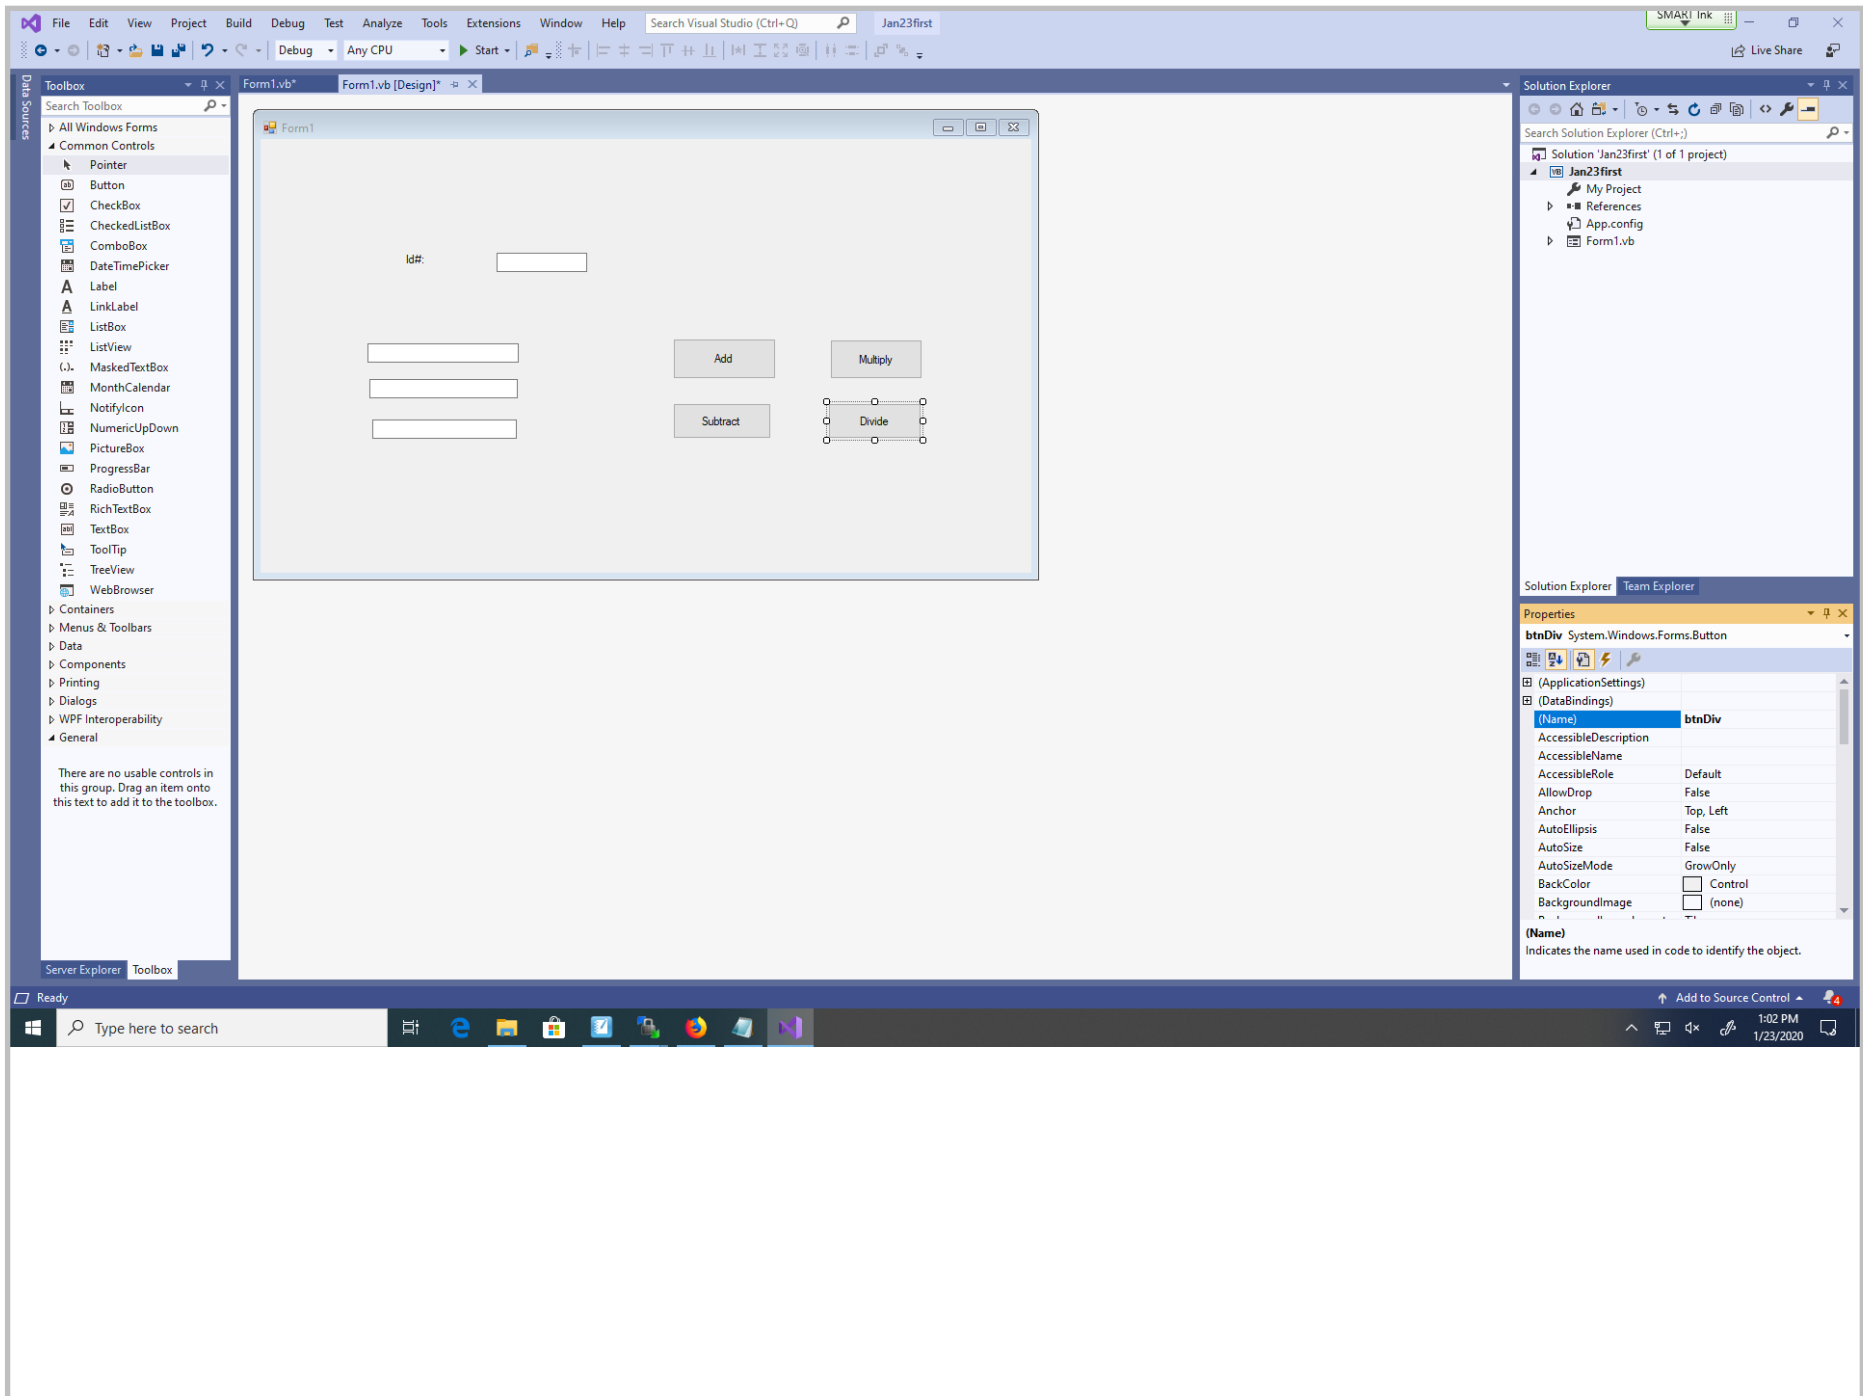 File Edit View Project Build Debug Test Analyze Tools Extensions Window Help Search Visual Studio (Ctrl+Q) Jan23first
SMART Ink
Debug Any CPU Start Live Share
Data Sources
Toolbox
Search Toolbox
All Windows Forms
Common Controls
Pointer
Button
CheckBox
CheckedListBox
ComboBox
DateTimePicker
Label
LinkLabel
ListBox
ListView
MaskedTextBox
MonthCalendar
NotifyIcon
NumericUpDown
PictureBox
ProgressBar
RadioButton
RichTextBox
TextBox
ToolTip
TreeView
WebBrowser
Containers
Menus & Toolbars
Data
Components
Printing
Dialogs
WPF Interoperability
General
There are no usable controls in
this group. Drag an item onto
this text to add it to the toolbox.
Server Explorer Toolbox
Form1.vb* Form1.vb [Design]*
Form1
Id#:
Add Multiply
Subtract Divide
Solution Explorer
Search Solution Explorer (Ctrl+;)
Solution 'Jan23first' (1 of 1 project)
Jan23first
My Project
References
App.config
Form1.vb
Solution Explorer Team Explorer
Properties
btnDiv System.Windows.Forms.Button
(ApplicationSettings)
(DataBindings)
(Name) btnDiv
AccessibleDescription
AccessibleName
AccessibleRole Default
AllowDrop False
Anchor Top, Left
AutoEllipsis False
AutoSize False
AutoSizeMode GrowOnly
BackColor Control
BackgroundImage (none)
(Name)
Indicates the name used in code to identify the object.
Ready Add to Source Control 4
Type here to search
1:02 PM
1/23/2020